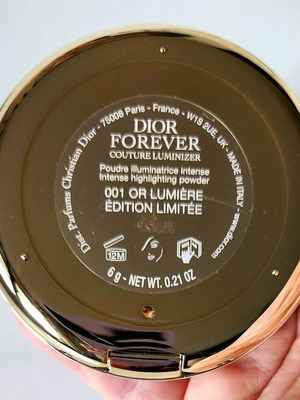 Dist. Parfums Christian Dior - 75008 Paris - France - W1S 2UE, UK - MADE IN ITALY, www.dior.com
DIOR
FOREVER
COUTURE LUMINIZER
Poudre illuminatrice intense
Intense highlighting powder
001 OR LUMIÈRE
ÉDITION LIMITÉE
12M
6 g - NET WT. 0.21 OZ